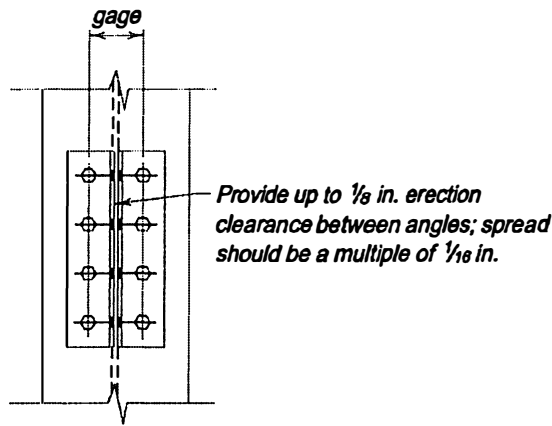 gage
Provide up to 1/8 in. erection
clearance between angles; spread
should be a multiple of 1/16 in.